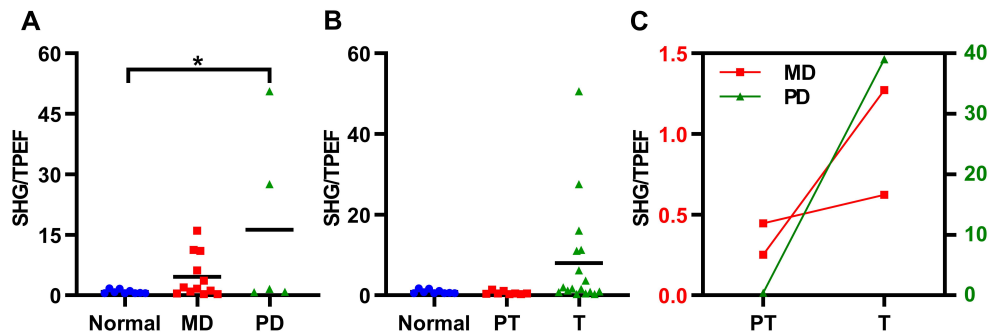 A
SHG/TPEF
60
45
30
15
0
*
Normal MD PD
B
SHG/TPEF
60
40
20
0
Normal PT T
C
SHG/TPEF
1.5
1.0
0.5
0.0
MD
PD
40
30
20
10
0
PT T